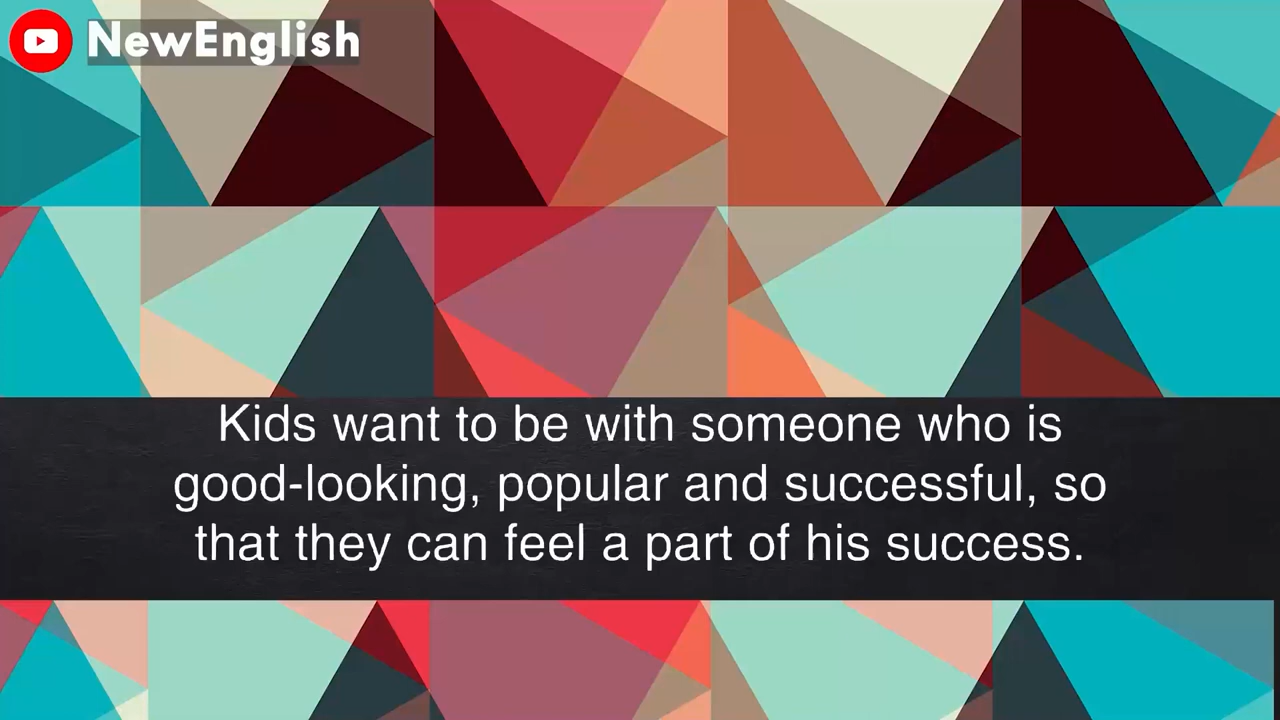 NewEnglish
Kids want to be with someone who is
good-looking, popular and successful, so
that they can feel a part of his success.